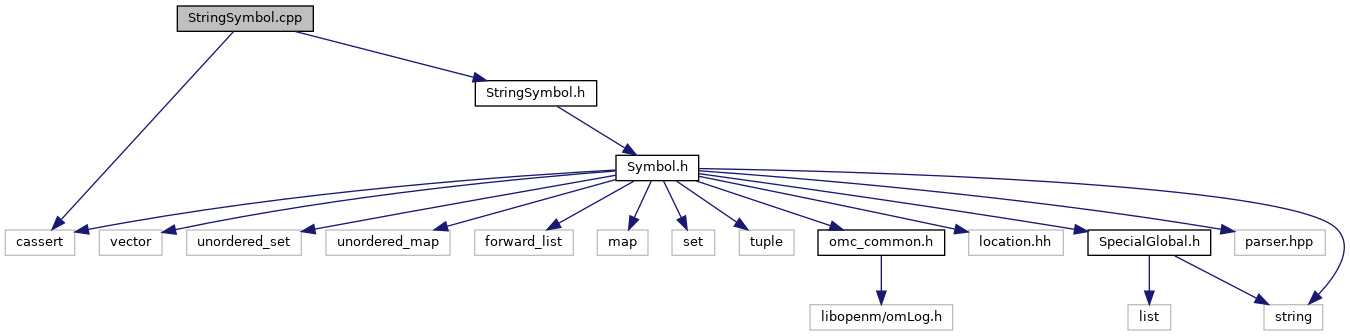 StringSymbol.cpp
StringSymbol.h
Symbol.h
cassert
vector
unordered_set
unordered_map
forward_list
map
set
tuple
omc_common.h
location.hh
SpecialGlobal.h
parser.hpp
libopenm/omLog.h
list
string